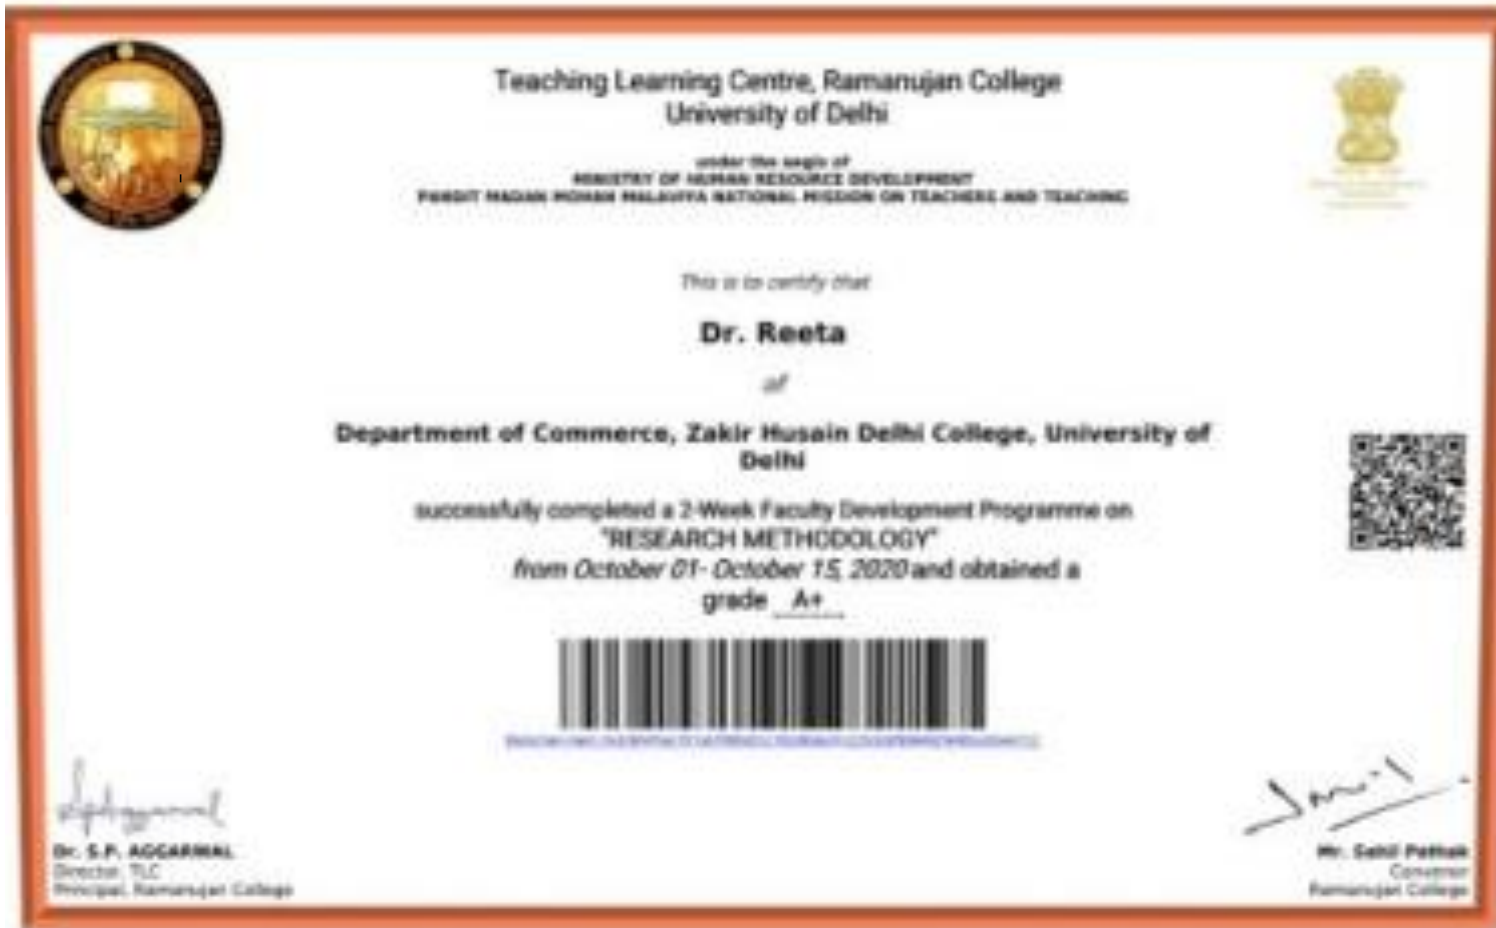 Teaching Learning Centre, Ramanujan College
University of Delhi
under the aegis of
MINISTRY OF HUMAN RESOURCE DEVELOPMENT
PANDIT MADAN MOHAN MALAVIYA NATIONAL MISSION ON TEACHERS AND TEACHING
This is to certify that
Dr. Reeta
of
Department of Commerce, Zakir Husain Delhi College, University of
Delhi
successfully completed a 2-Week Faculty Development Programme on
"RESEARCH METHODOLOGY"
from October 01- October 15, 2020 and obtained a
grade A+
Dr. S.P. AGGARWAL
Director, TLC
Principal, Ramanujan College
Mr. Sahil Pathak
Convenor
Ramanujan College